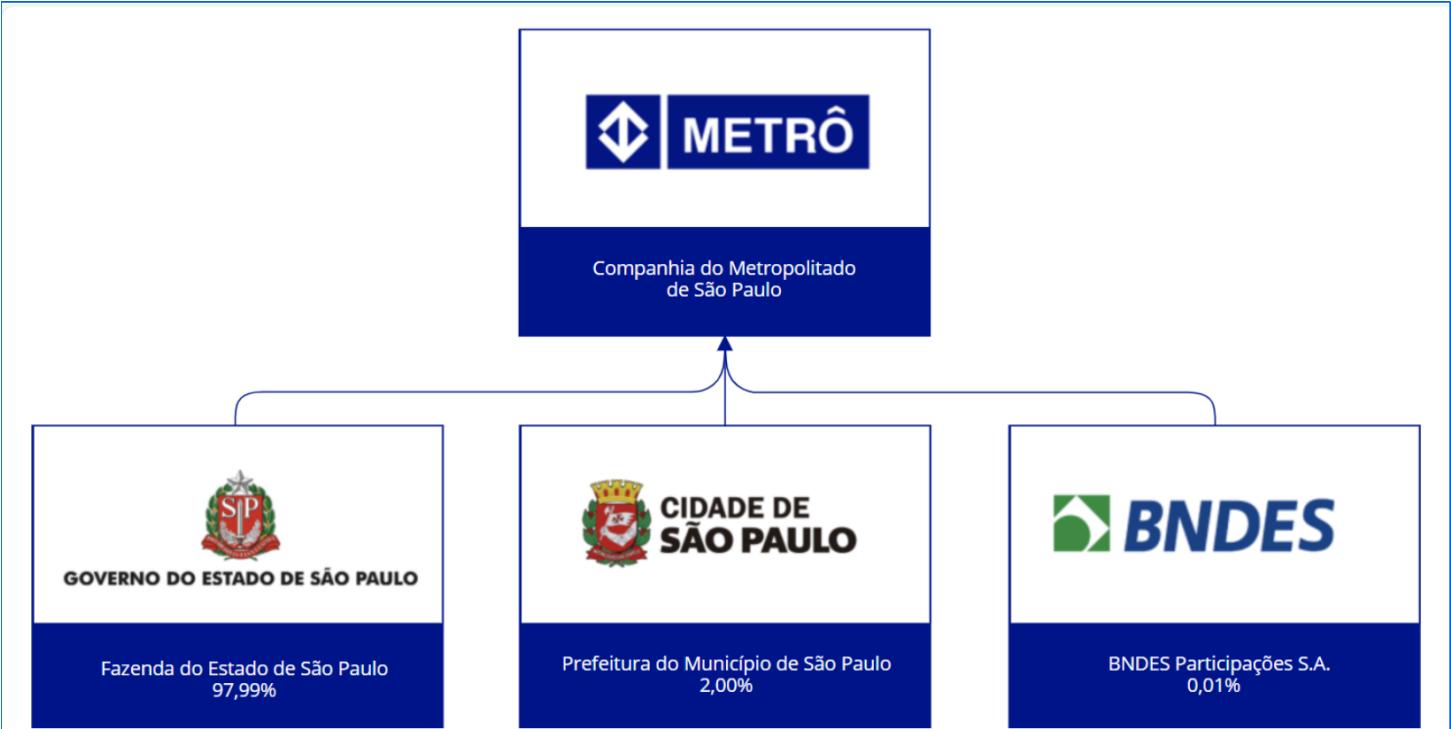 METRÔ
Companhia do Metropolitado
de São Paulo
SP
GOVERNO DO ESTADO DE SÃO PAULO
Fazenda do Estado de São Paulo
97,99%
CIDADE DE
SÃO PAULO
Prefeitura do Município de São Paulo
2,00%
BNDES
BNDES Participações S.A.
0,01%